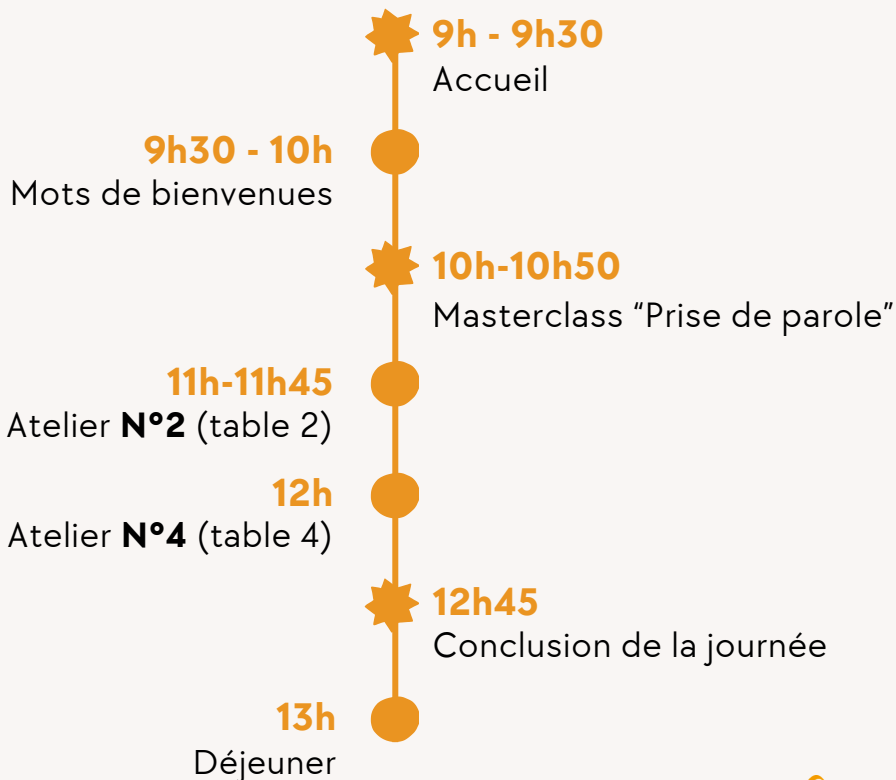 9h - 9h30
Accueil
9h30 - 10h
Mots de bienvenues
10h-10h50
Masterclass “Prise de parole”
11h-11h45
Atelier N°2 (table 2)
12h
Atelier N°4 (table 4)
12h45
Conclusion de la journée
13h
Déjeuner